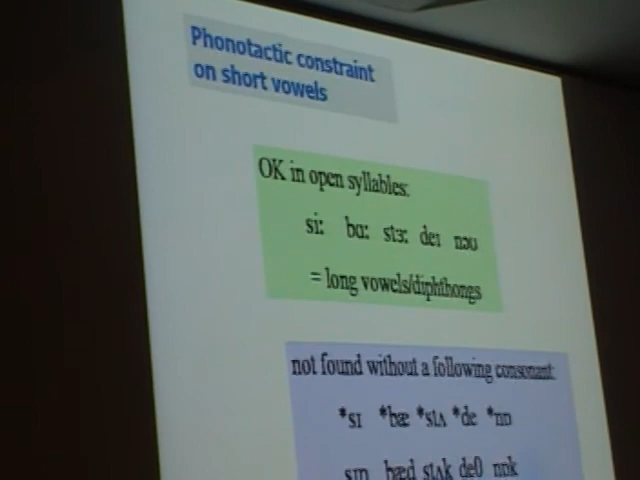 Phonotactic constraint
on short vowels
OK in open syllables:
siː bɑː stɜː deɪ nəʊ
= long vowels/diphthongs
not found without a following consonant:
*sɪ *bæ *stʌ *de *nɒ
bæd stʌk deθ nɒk